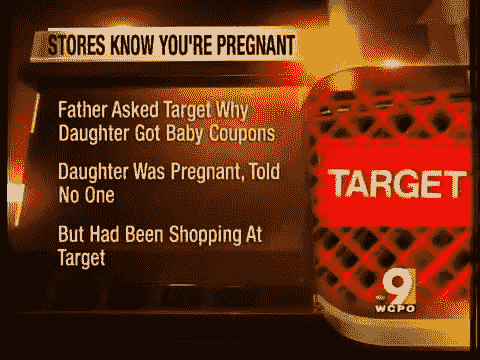 STORES KNOW YOU'RE PREGNANT
Father Asked Target Why
Daughter Got Baby Coupons
Daughter Was Pregnant, Told
No One
But Had Been Shopping At
Target
TARGET
9
WCPO